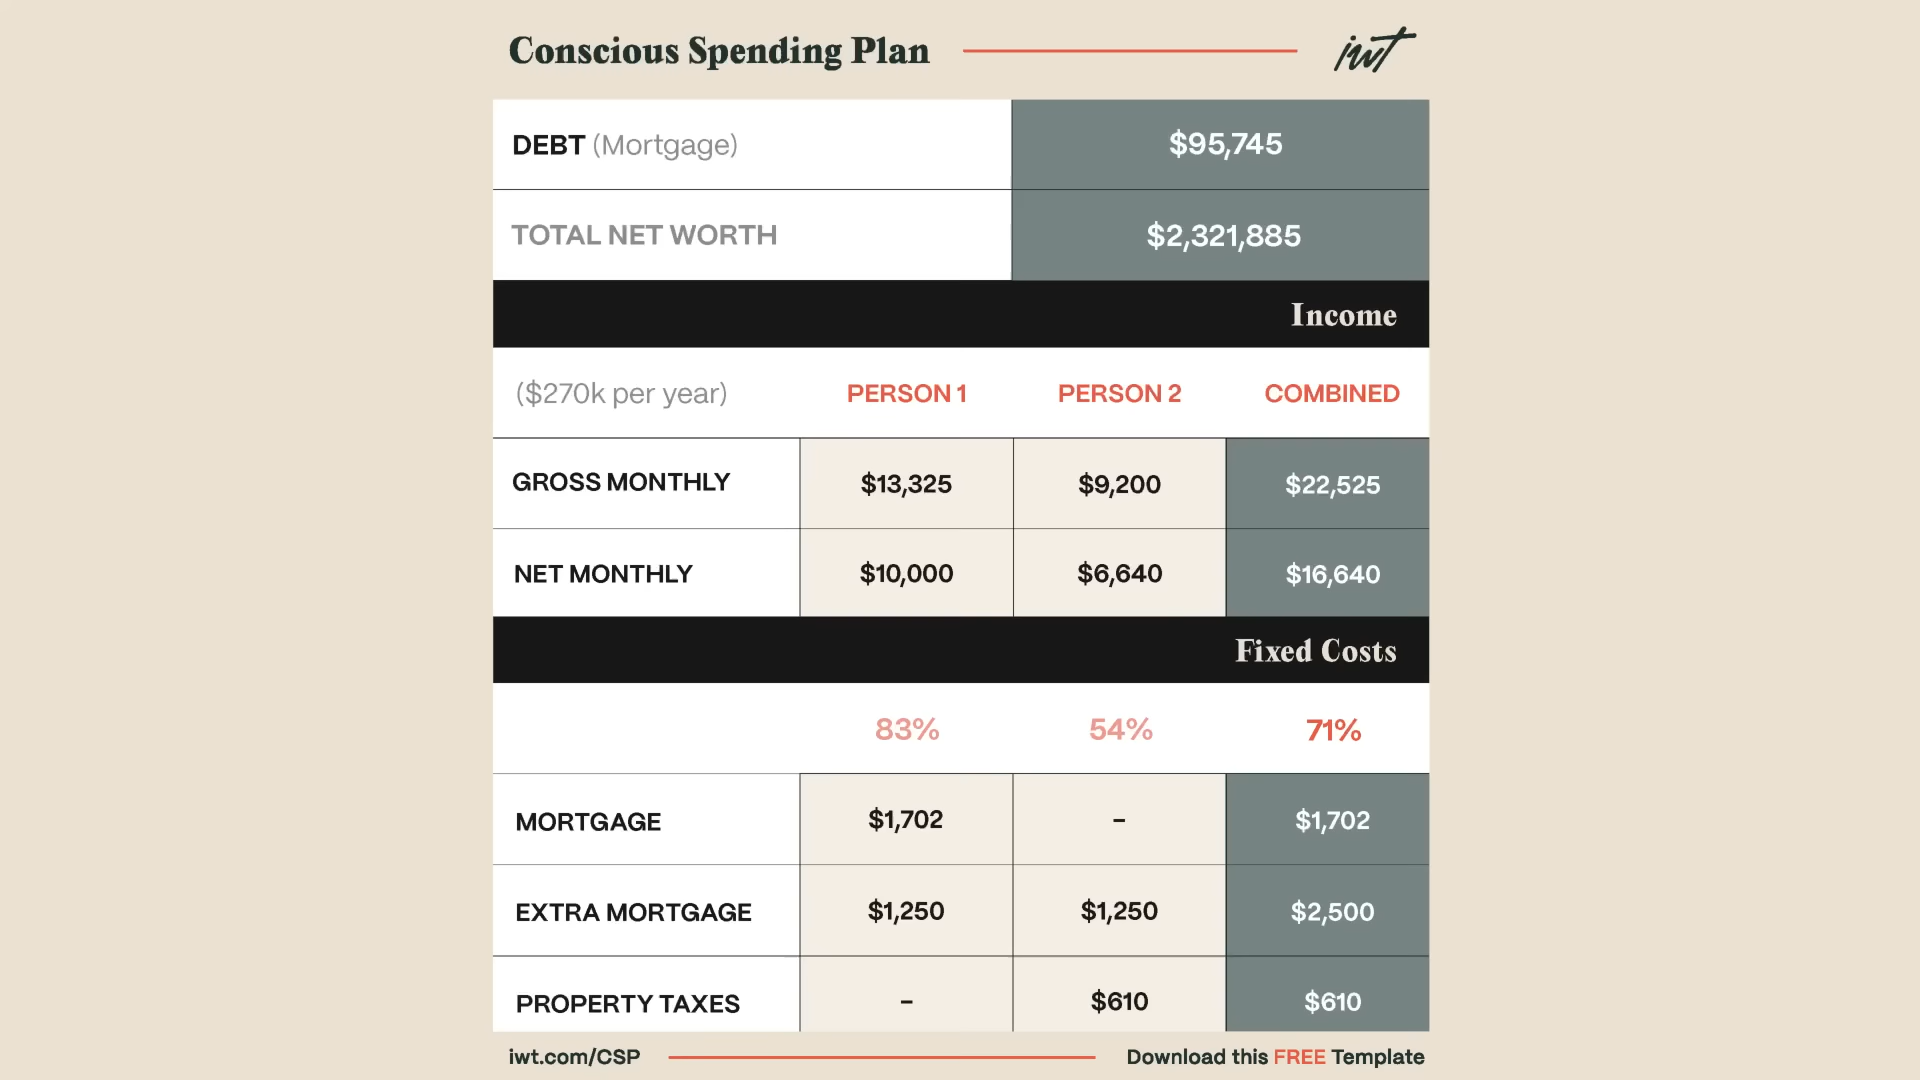 Conscious Spending Plan
iwt
DEBT (Mortgage) $95,745
TOTAL NET WORTH $2,321,885
Income
($270k per year) PERSON 1 PERSON 2 COMBINED
GROSS MONTHLY $13,325 $9,200 $22,525
NET MONTHLY $10,000 $6,640 $16,640
Fixed Costs
83% 54% 71%
MORTGAGE $1,702 – $1,702
EXTRA MORTGAGE $1,250 $1,250 $2,500
PROPERTY TAXES – $610 $610
iwt.com/CSP Download this FREE Template